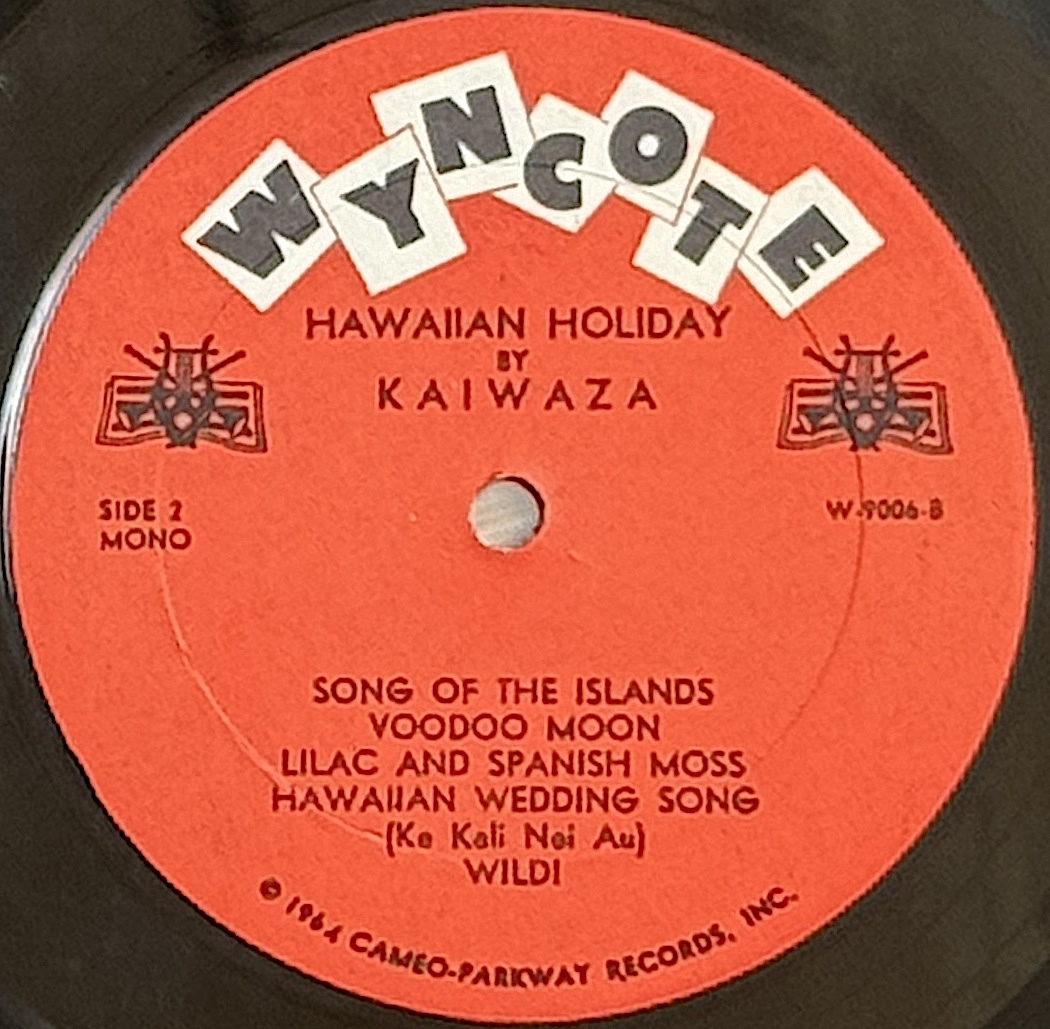 WYNCOTE
HAWAIIAN HOLIDAY
BY
KAIWAZA
SIDE 2
MONO
W-9006-B
SONG OF THE ISLANDS
VOODOO MOON
LILAC AND SPANISH MOSS
HAWAIIAN WEDDING SONG
(Ke Kali Nei Au)
WILDI
© 1964 CAMEO-PARKWAY RECORDS, INC.